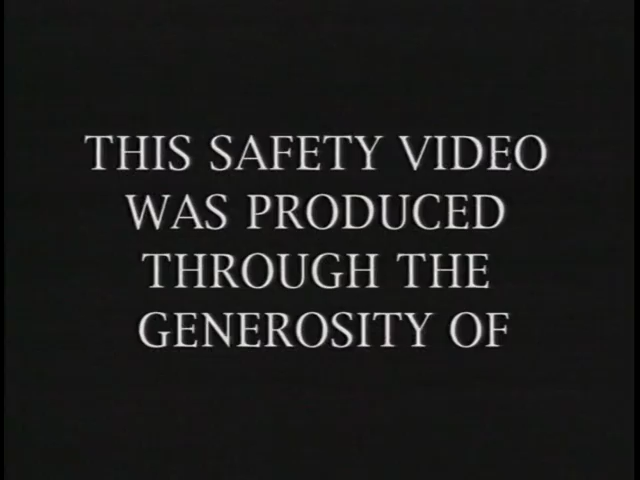 THIS SAFETY VIDEO
WAS PRODUCED
THROUGH THE
GENEROSITY OF